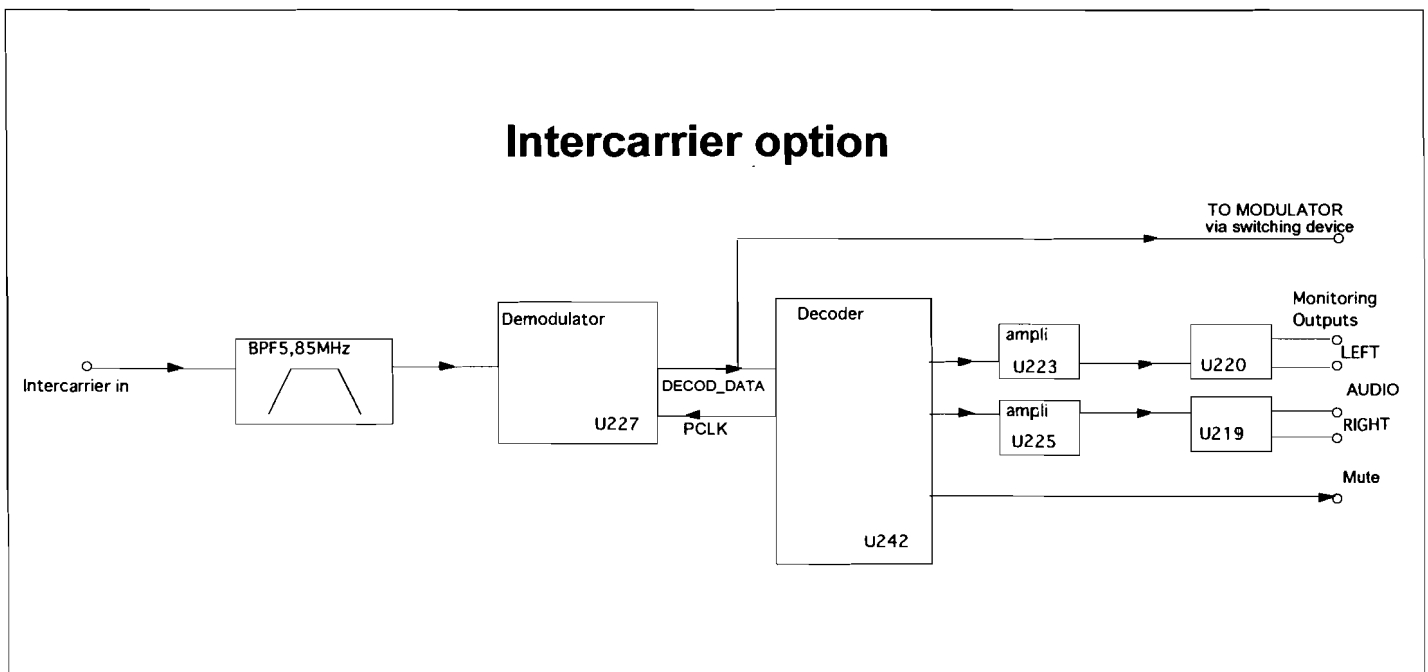 Intercarrier option
TO MODULATOR
via switching device
Intercarrier in
BPF5,85MHz
Demodulator
U227
DECOD_DATA
PCLK
Decoder
U242
ampli
U223
U220
Monitoring
Outputs
LEFT
AUDIO
ampli
U225
U219
RIGHT
Mute